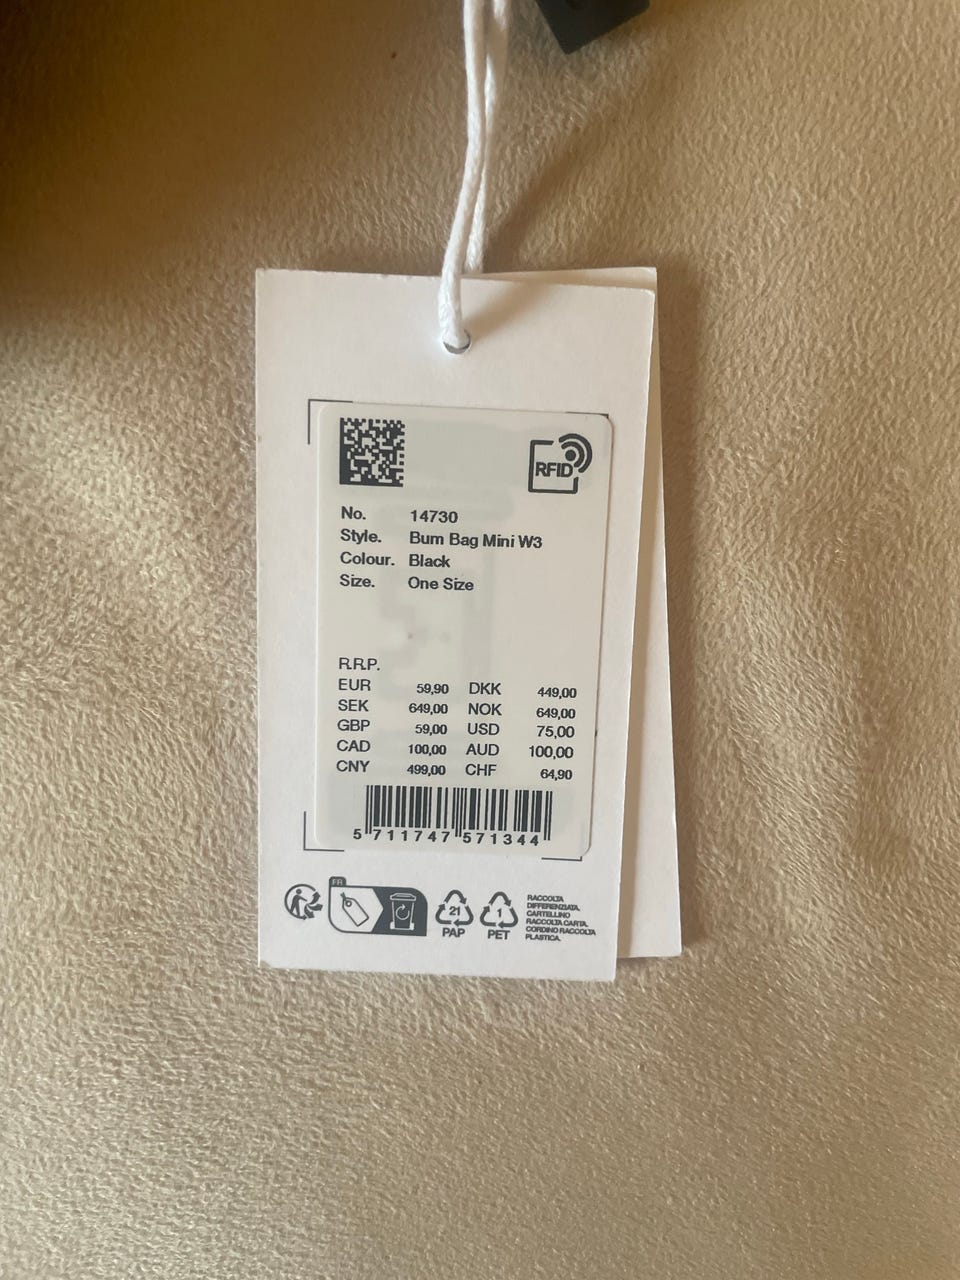 RFID
No. 14730
Style. Bum Bag Mini W3
Colour. Black
Size. One Size
R.R.P.
EUR 59,90 DKK 449,00
SEK 649,00 NOK 649,00
GBP 59,00 USD 75,00
CAD 100,00 AUD 100,00
CNY 499,00 CHF 64,90
5 711747 571344
FR
21
PAP
1
PET
RACCOLTA
DIFFERENZIATA.
CARTELLINO
RACCOLTA CARTA.
CORDINO RACCOLTA
PLASTICA.